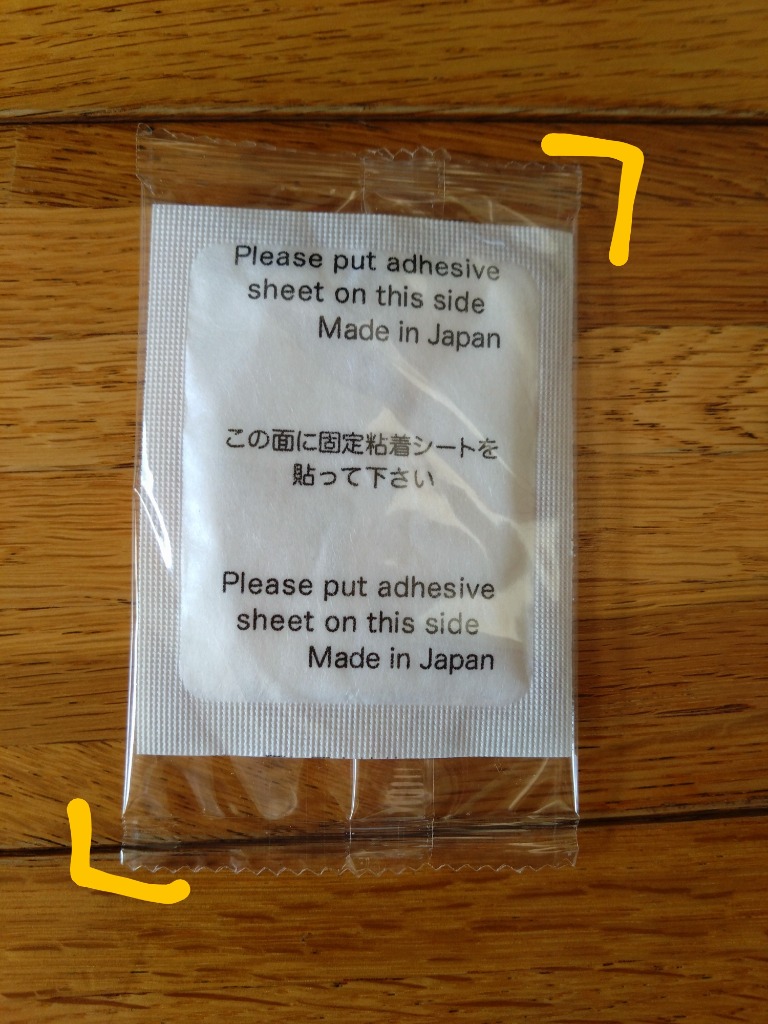 Please put adhesive
sheet on this side
Made in Japan
この面に固定粘着シートを
貼って下さい
Please put adhesive
sheet on this side
Made in Japan